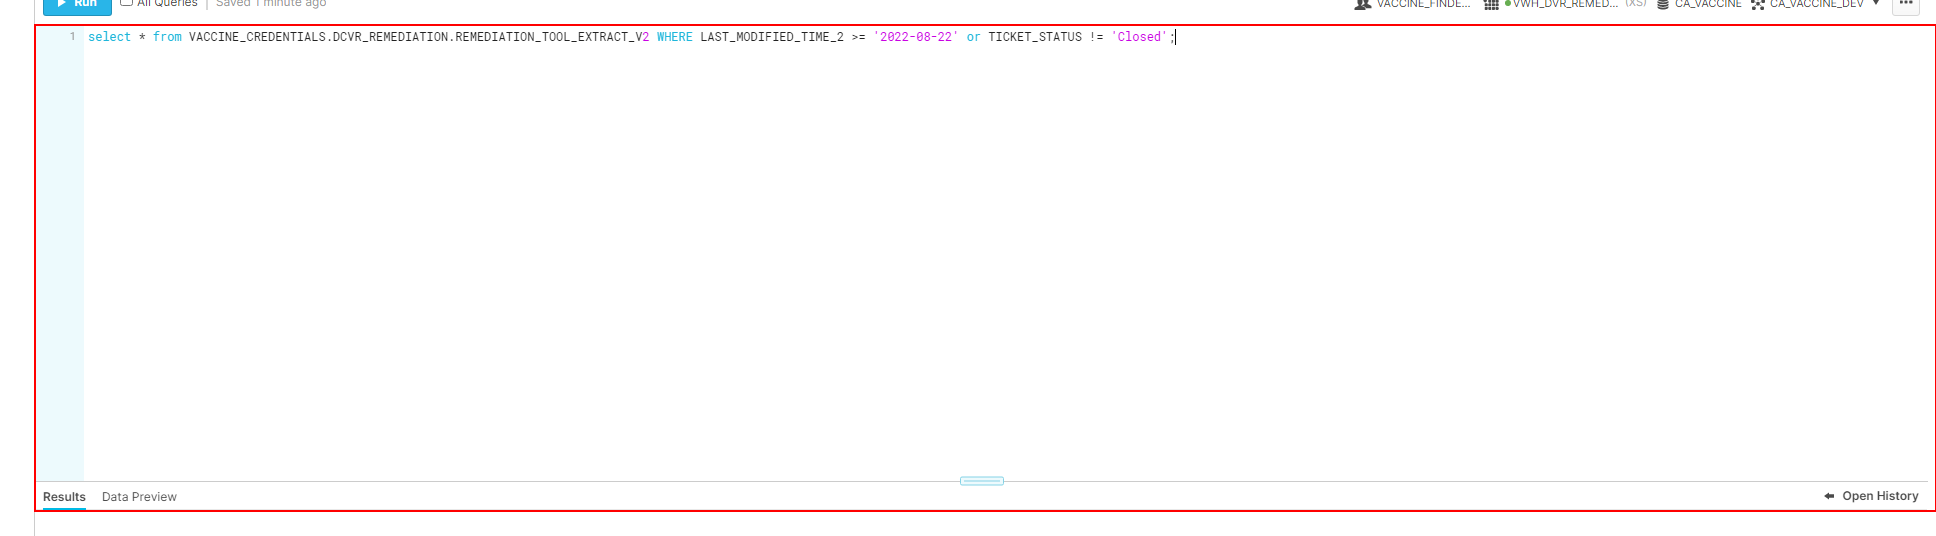 Run All Queries | Saved 1 minute ago VACCINE_FINDE... VWH_DVR_REMED... (XS) CA_VACCINE CA_VACCINE_DEV
1 select * from VACCINE_CREDENTIALS.DCVR_REMEDIATION.REMEDIATION_TOOL_EXTRACT_V2 WHERE LAST_MODIFIED_TIME_2 >= '2022-08-22' or TICKET_STATUS != 'Closed';
Results Data Preview Open History